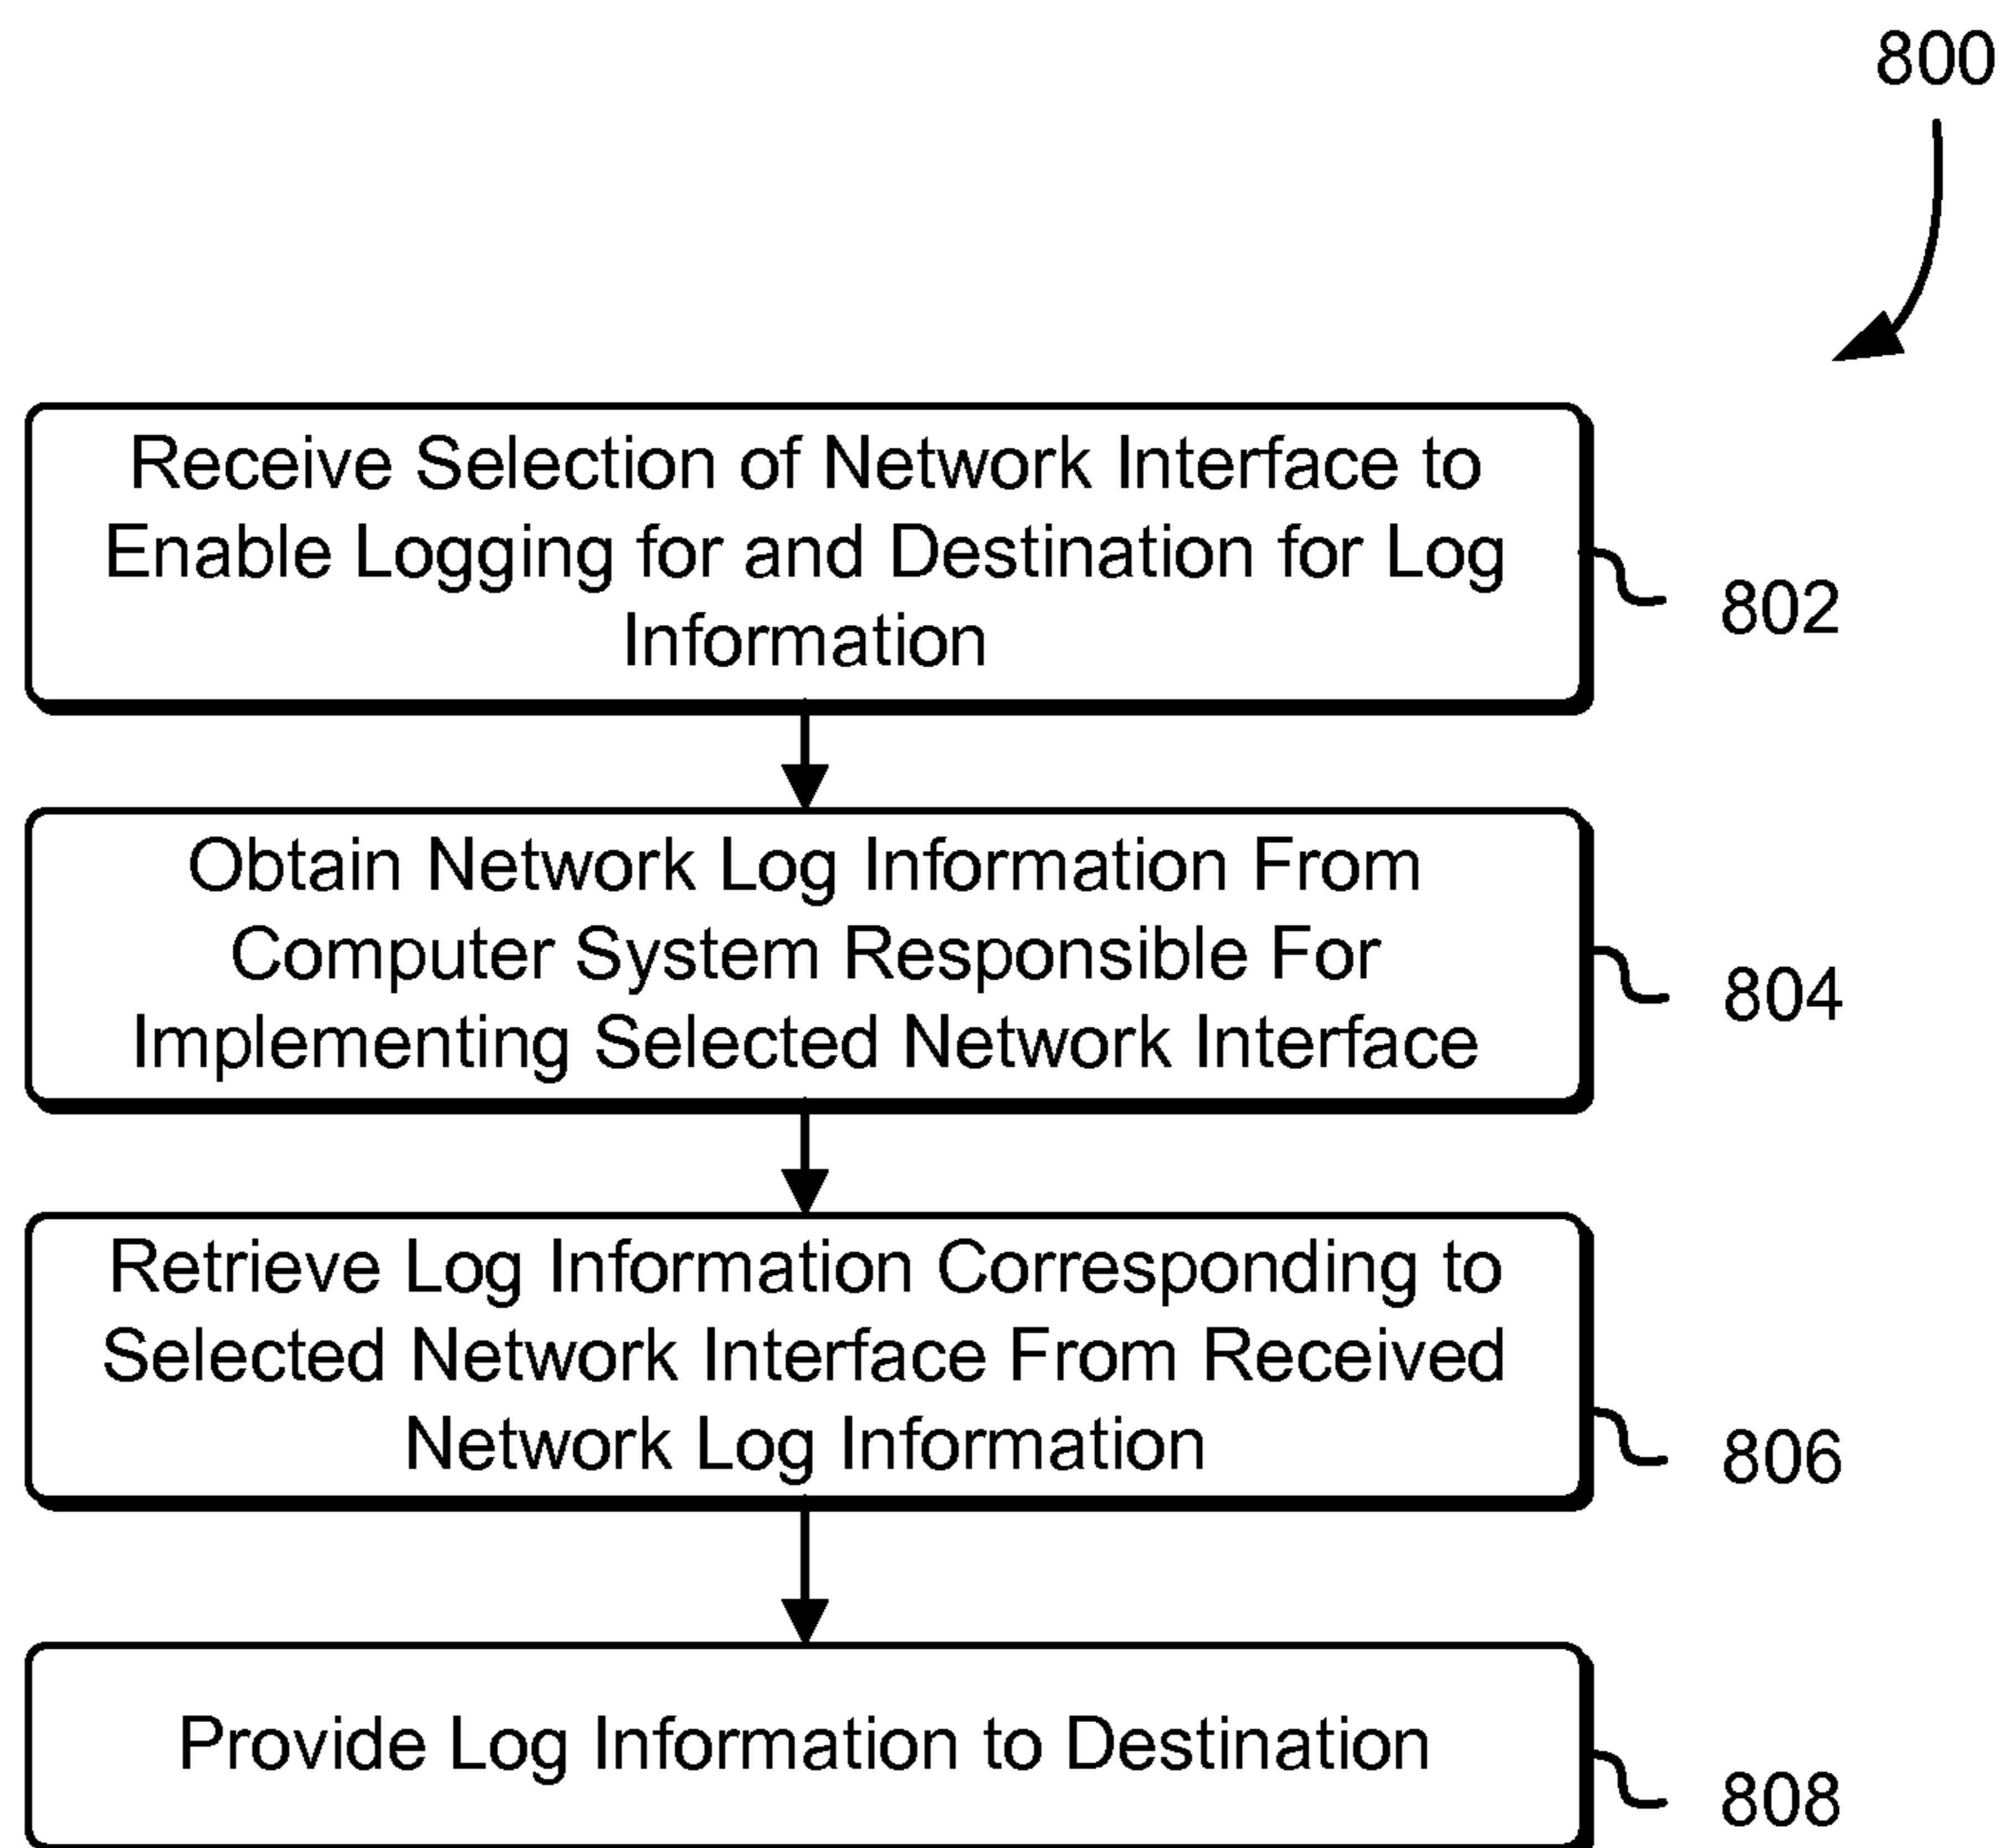 800
Receive Selection of Network Interface to
Enable Logging for and Destination for Log
Information
802
Obtain Network Log Information From
Computer System Responsible For
Implementing Selected Network Interface
804
Retrieve Log Information Corresponding to
Selected Network Interface From Received
Network Log Information
806
Provide Log Information to Destination
808